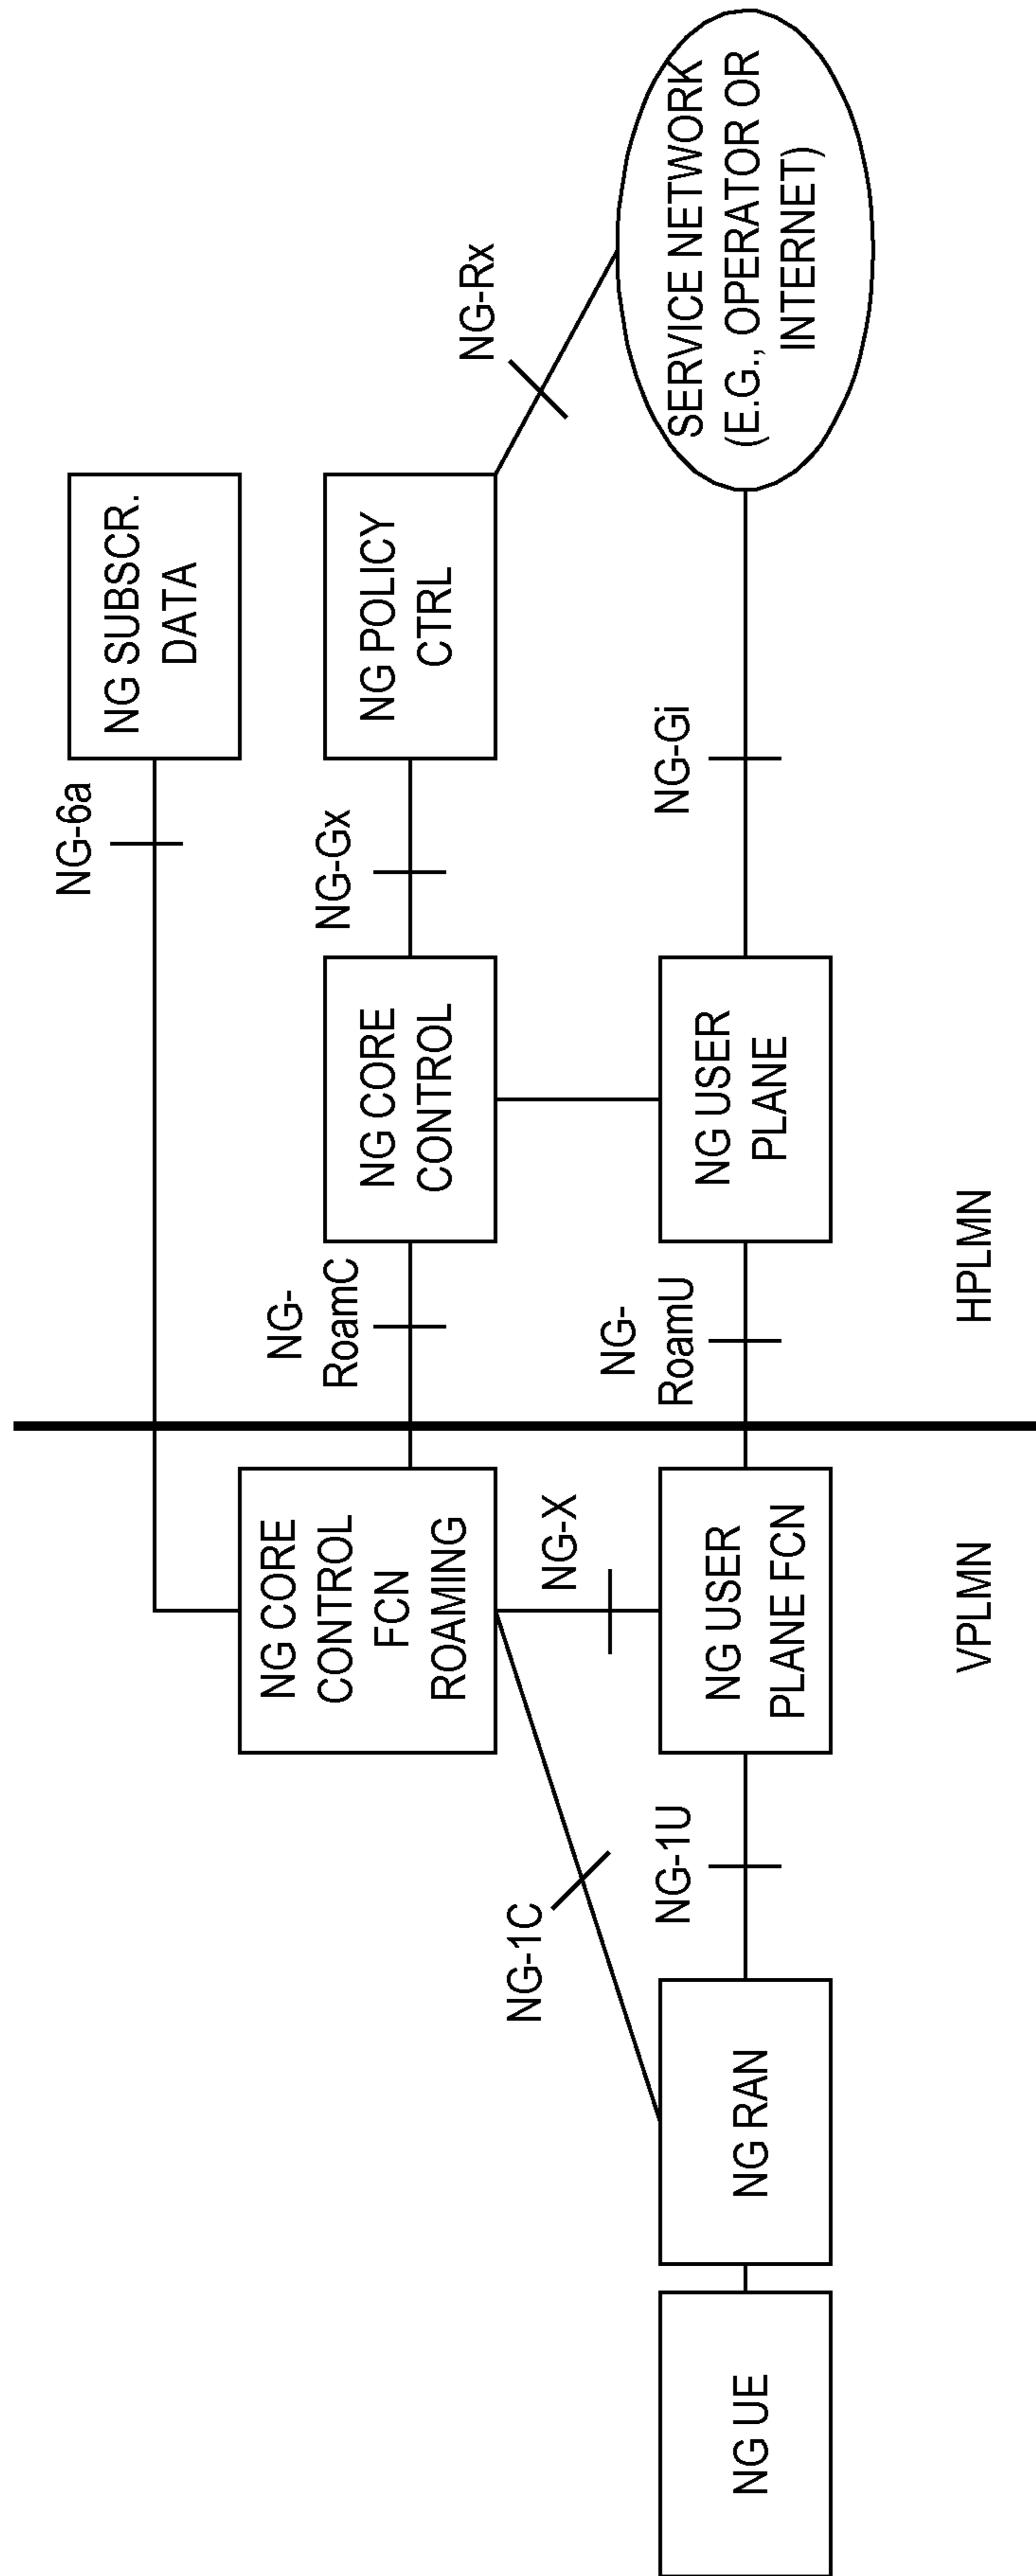 NG-6a
NG SUBSCR.
DATA
NG-Rx
NG-
RoamC
NG-Gx
NG CORE
CONTROL
FCN
ROAMING
NG CORE
CONTROL
NG POLICY
CTRL
NG-1C
NG-X
NG-1U
NG-
RoamU
NG-Gi
NG UE
NG RAN
NG USER
PLANE FCN
NG USER
PLANE
SERVICE NETWORK
(E.G., OPERATOR OR
INTERNET)
VPLMN
HPLMN